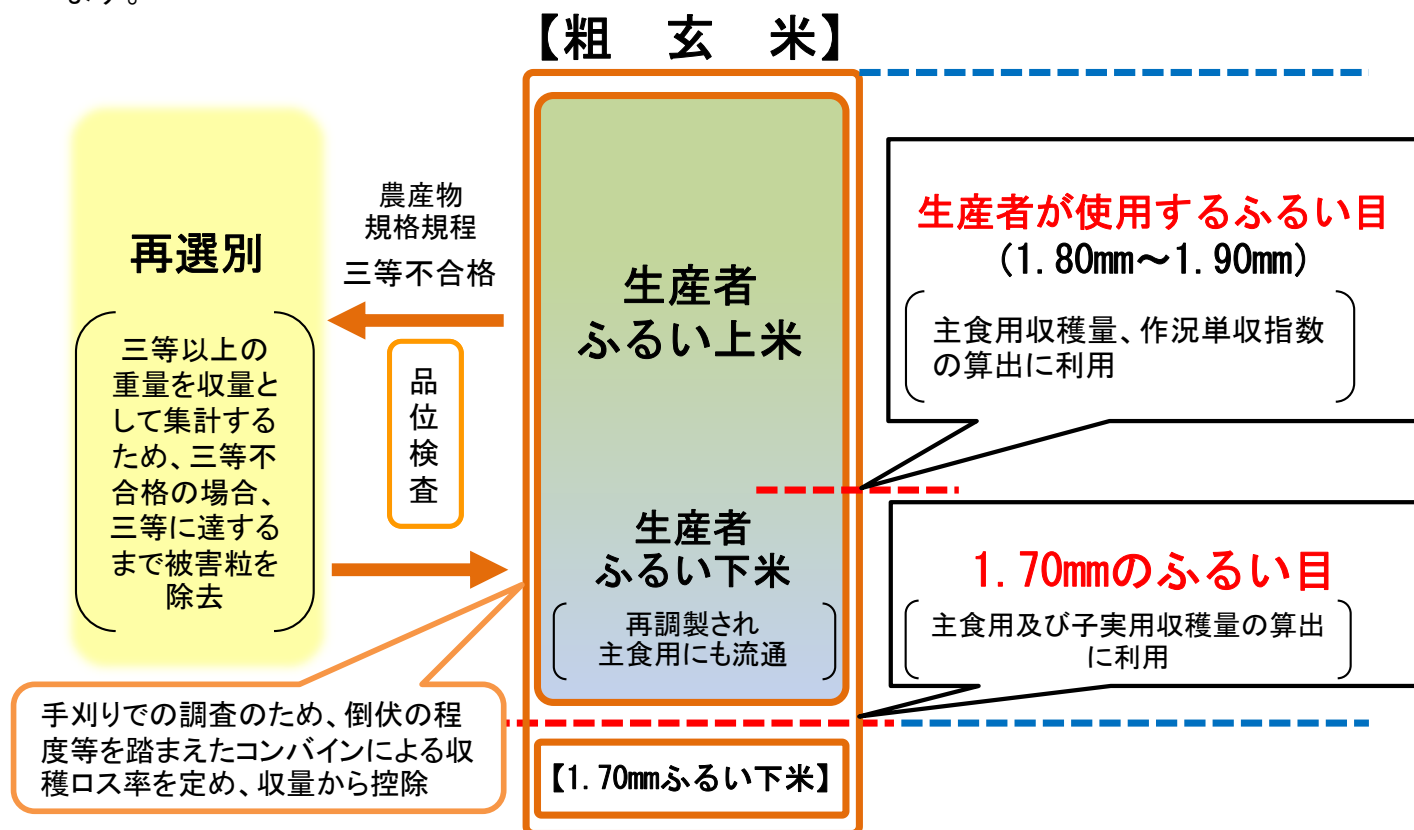 ます。
【粗 玄 米】
再選別
三等以上の
重量を収量と
して集計する
ため、三等不
合格の場合、
三等に達する
まで被害粒を
除去
農産物
規格規程
三等不合格
品
位
検
査
生産者
ふるい上米
生産者
ふるい下米
再調製され
主食用にも流通
【1.70mmふるい下米】
生産者が使用するふるい目
(1.80mm～1.90mm)
主食用収穫量、作況単収指数
の算出に利用
1.70mmのふるい目
主食用及び子実用収穫量の算出
に利用
手刈りでの調査のため、倒伏の程
度等を踏まえたコンバインによる収
穫ロス率を定め、収量から控除